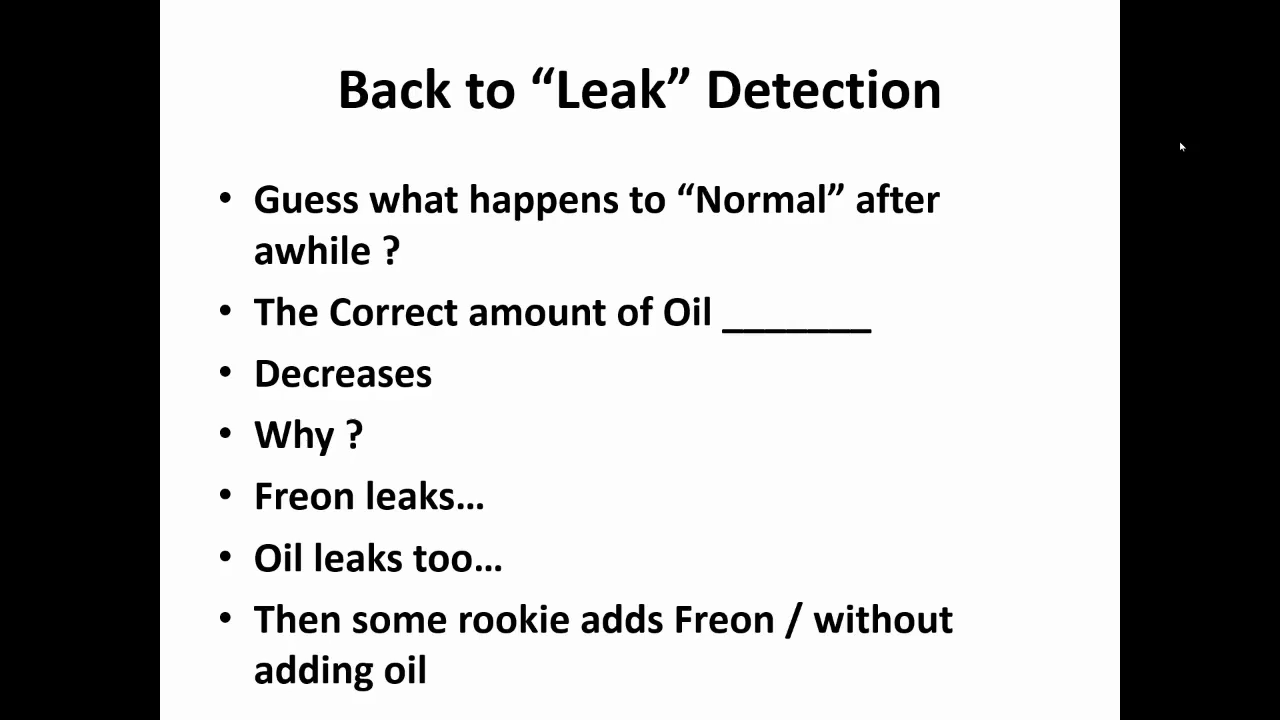 Back to “Leak” Detection
• Guess what happens to “Normal” after
awhile ?
• The Correct amount of Oil _______
• Decreases
• Why ?
• Freon leaks...
• Oil leaks too...
• Then some rookie adds Freon / without
adding oil